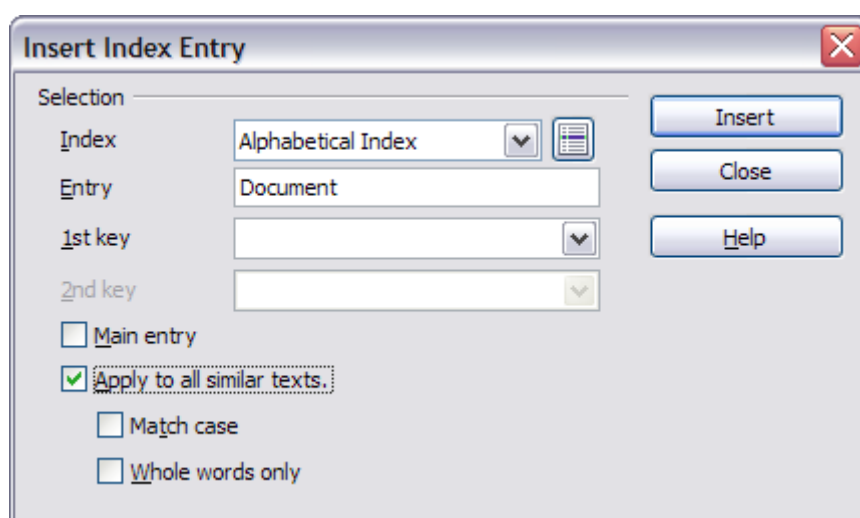 Insert Index Entry
Selection
Index Alphabetical Index
Entry Document
1st key
2nd key
Main entry
Apply to all similar texts.
Match case
Whole words only
Insert
Close
Help